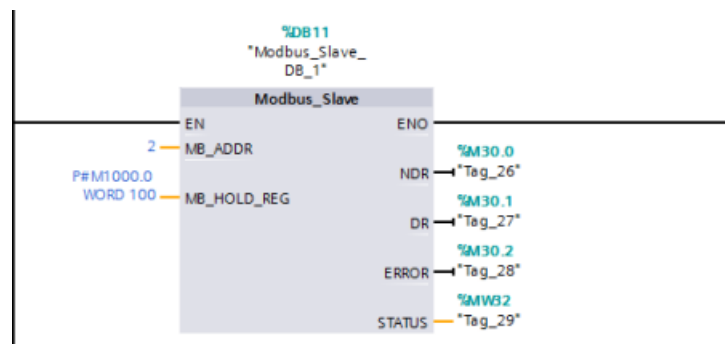 %DB11
"Modbus_Slave_
DB_1"
Modbus_Slave
EN ENO
2 MB_ADDR
%M30.0
NDR "Tag_26"
P#M1000.0
WORD 100 MB_HOLD_REG
%M30.1
DR "Tag_27"
%M30.2
ERROR "Tag_28"
%MW32
STATUS "Tag_29"